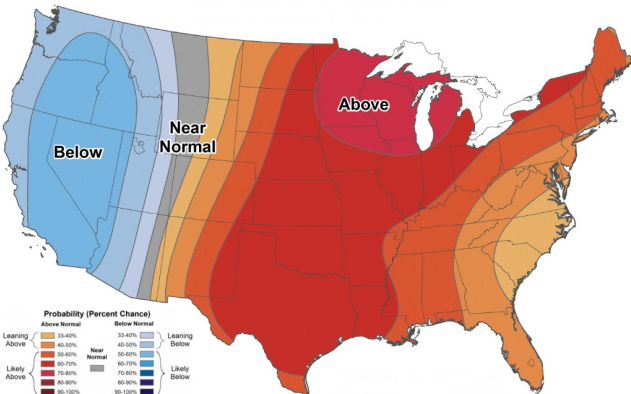 Above
Near
Normal
Below
Probability (Percent Chance)
Above Normal
Below Normal
Leaning
Above
33-40%
40-50%
33-40%
40-50%
Leaning
Below
Near
Normal
Likely
Above
50-60%
60-70%
70-80%
80-90%
90-100%
50-60%
60-70%
70-80%
80-90%
90-100%
Likely
Below